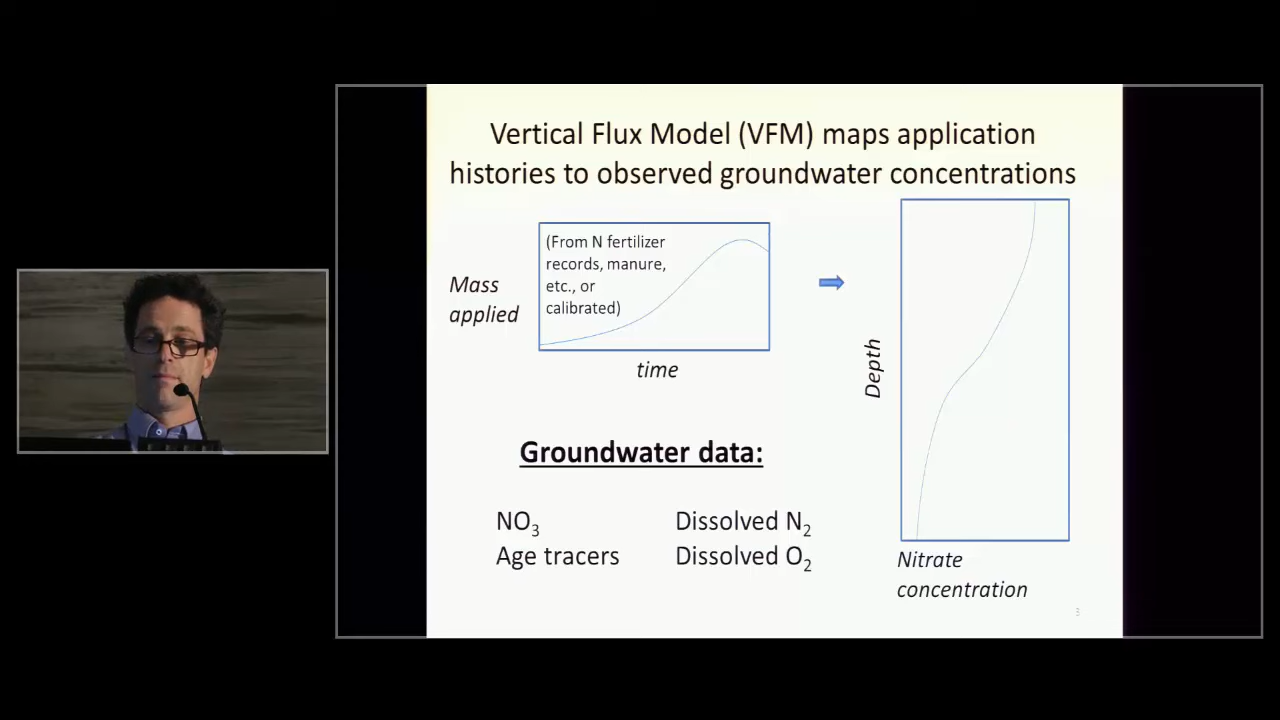 Vertical Flux Model (VFM) maps application
histories to observed groundwater concentrations
(From N fertilizer
records, manure,
etc., or
calibrated)
Mass
applied
time
Depth
Nitrate
concentration
Groundwater data:
NO₃
Age tracers
Dissolved N₂
Dissolved O₂
3